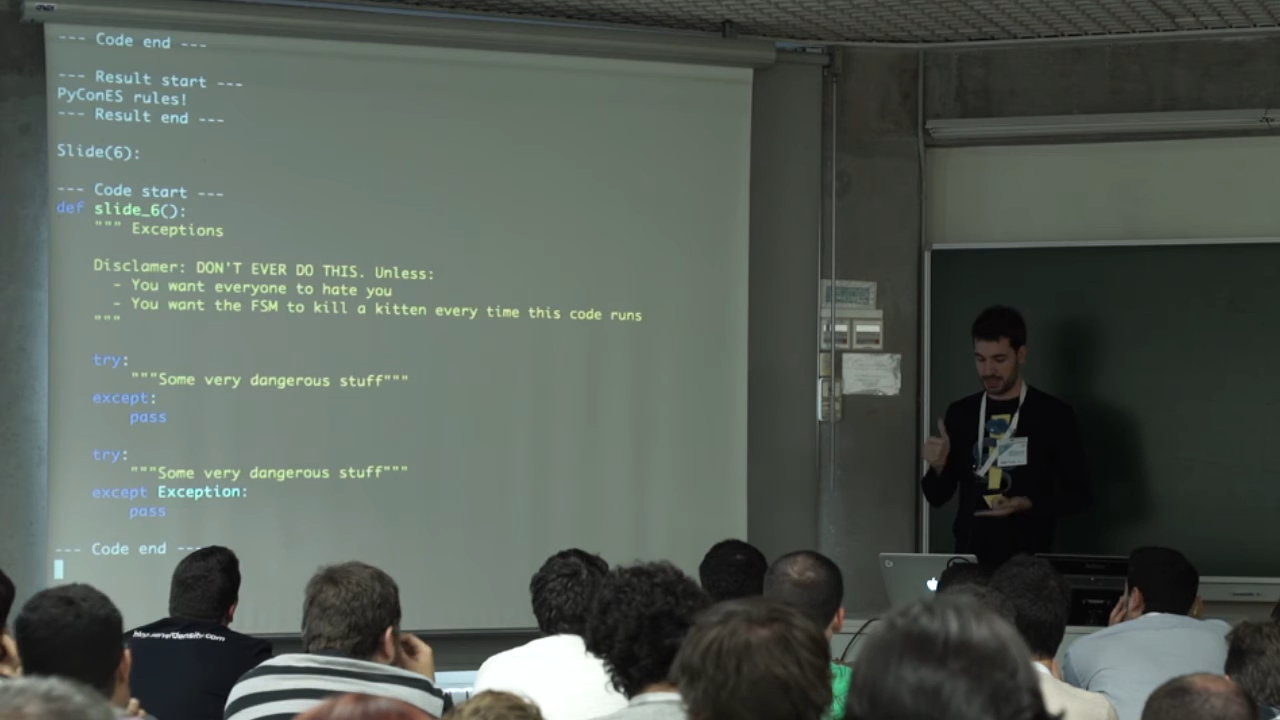 --- Code end ---
--- Result start ---
PyConES rules!
--- Result end ---
Slide(6):
--- Code start ---
def slide_6():
""" Exceptions
Disclamer: DON'T EVER DO THIS. Unless:
- You want everyone to hate you
- You want the FSM to kill a kitten every time this code runs
"""
try:
"""Some very dangerous stuff"""
except:
pass
try:
"""Some very dangerous stuff"""
except Exception:
pass
--- Code end ---